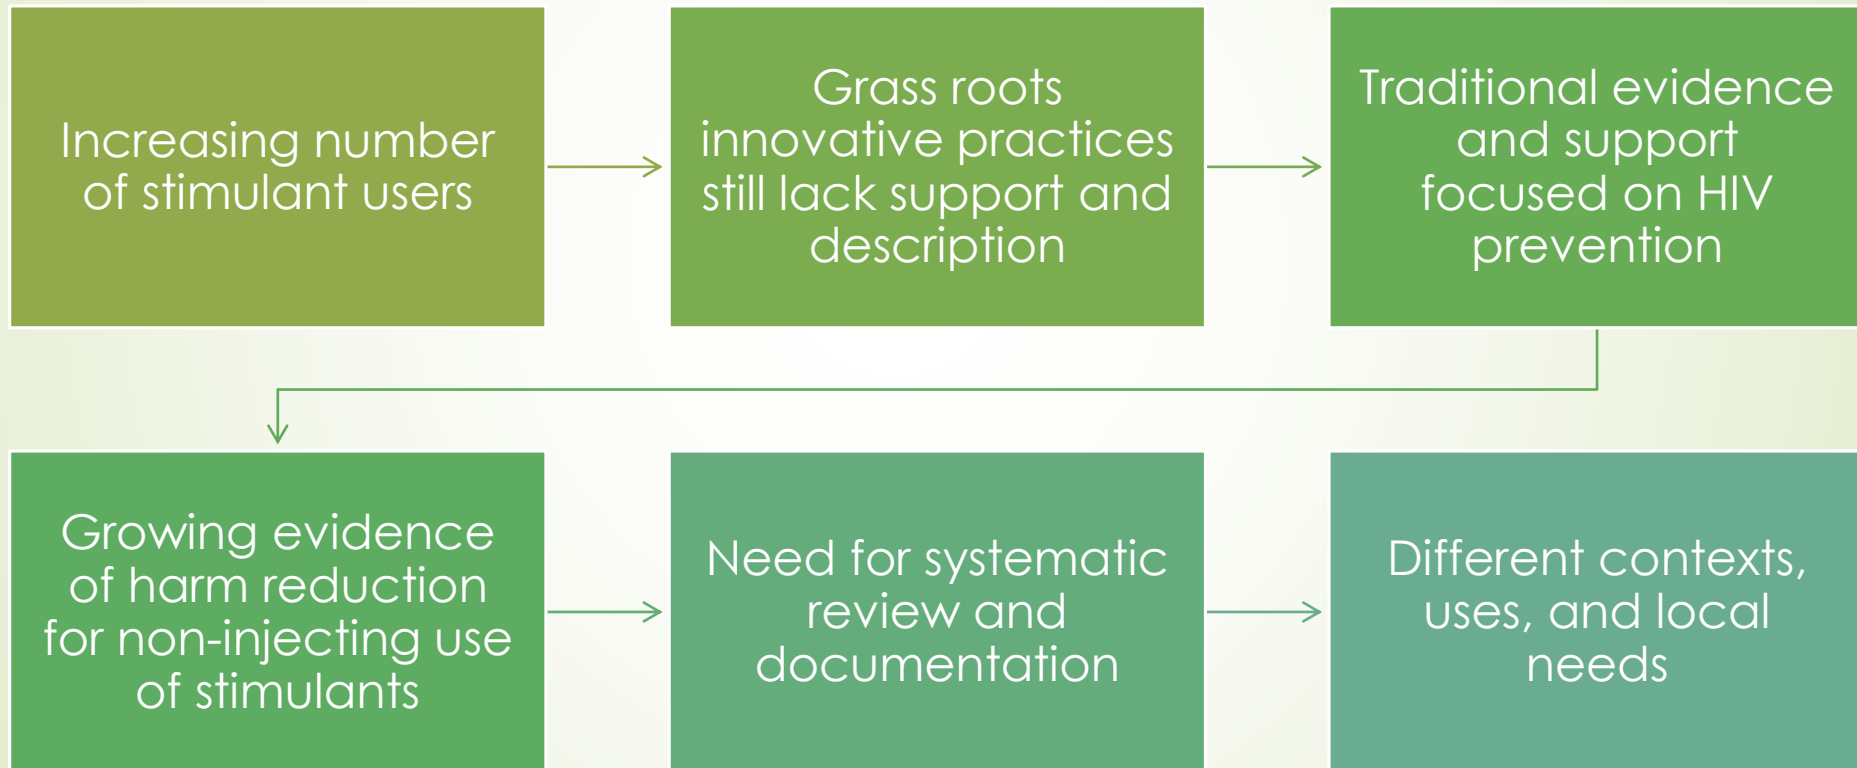 Increasing number
of stimulant users
Grass roots
innovative practices
still lack support and
description
Traditional evidence
and support
focused on HIV
prevention
Growing evidence
of harm reduction
for non-injecting use
of stimulants
Need for systematic
review and
documentation
Different contexts,
uses, and local
needs